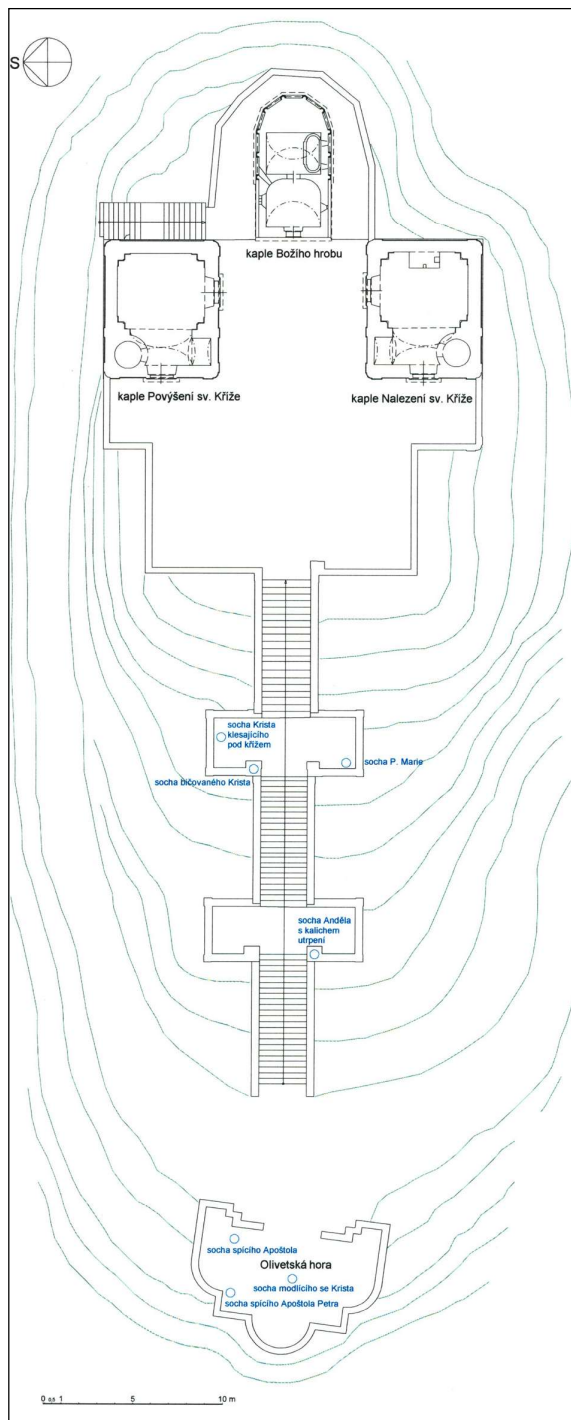 S
kaple Božího hrobu
kaple Povýšení sv. Kříže
kaple Nalezení sv. Kříže
socha Krista
klesajícího
pod křížem
socha P. Marie
socha bičovaného Krista
socha Anděla
s kalichem
utrpení
socha spícího Apoštola
Olivetská hora
socha modlícího se Krista
socha spícího Apoštola Petra
0 0,5 1 5 10 m